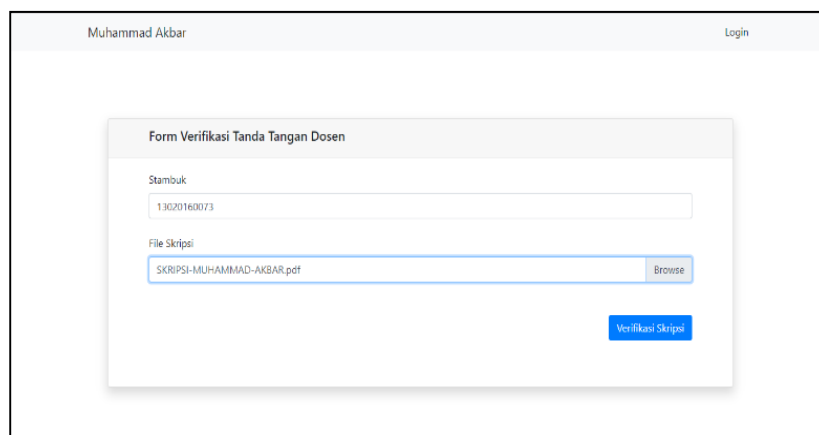 Muhammad Akbar Login
Form Verifikasi Tanda Tangan Dosen
Stambuk
13020160073
File Skripsi
SKRIPSI-MUHAMMAD-AKBAR.pdf Browse
Verifikasi Skripsi